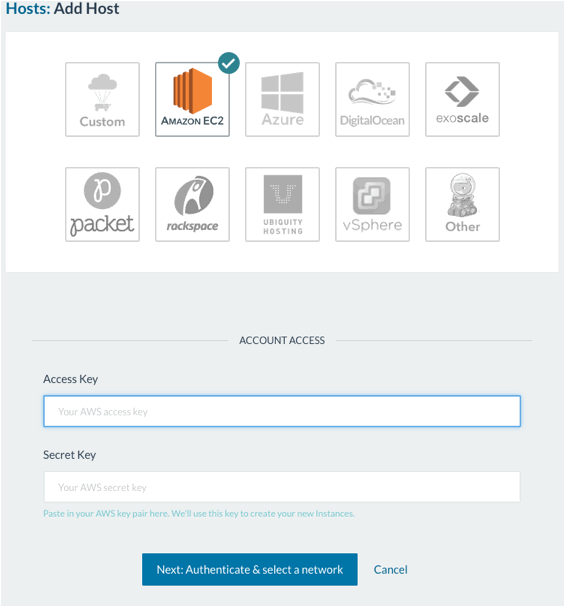 Hosts: Add Host
Custom
AMAZON EC2
Azure
DigitalOcean
exoscale
packet
rackspace
UBIQUITY
HOSTING
vSphere
Other
ACCOUNT ACCESS
Access Key
Your AWS access key
Secret Key
Your AWS secret key
Paste in your AWS key pair here. We'll use this key to create your new Instances.
Next: Authenticate & select a network
Cancel